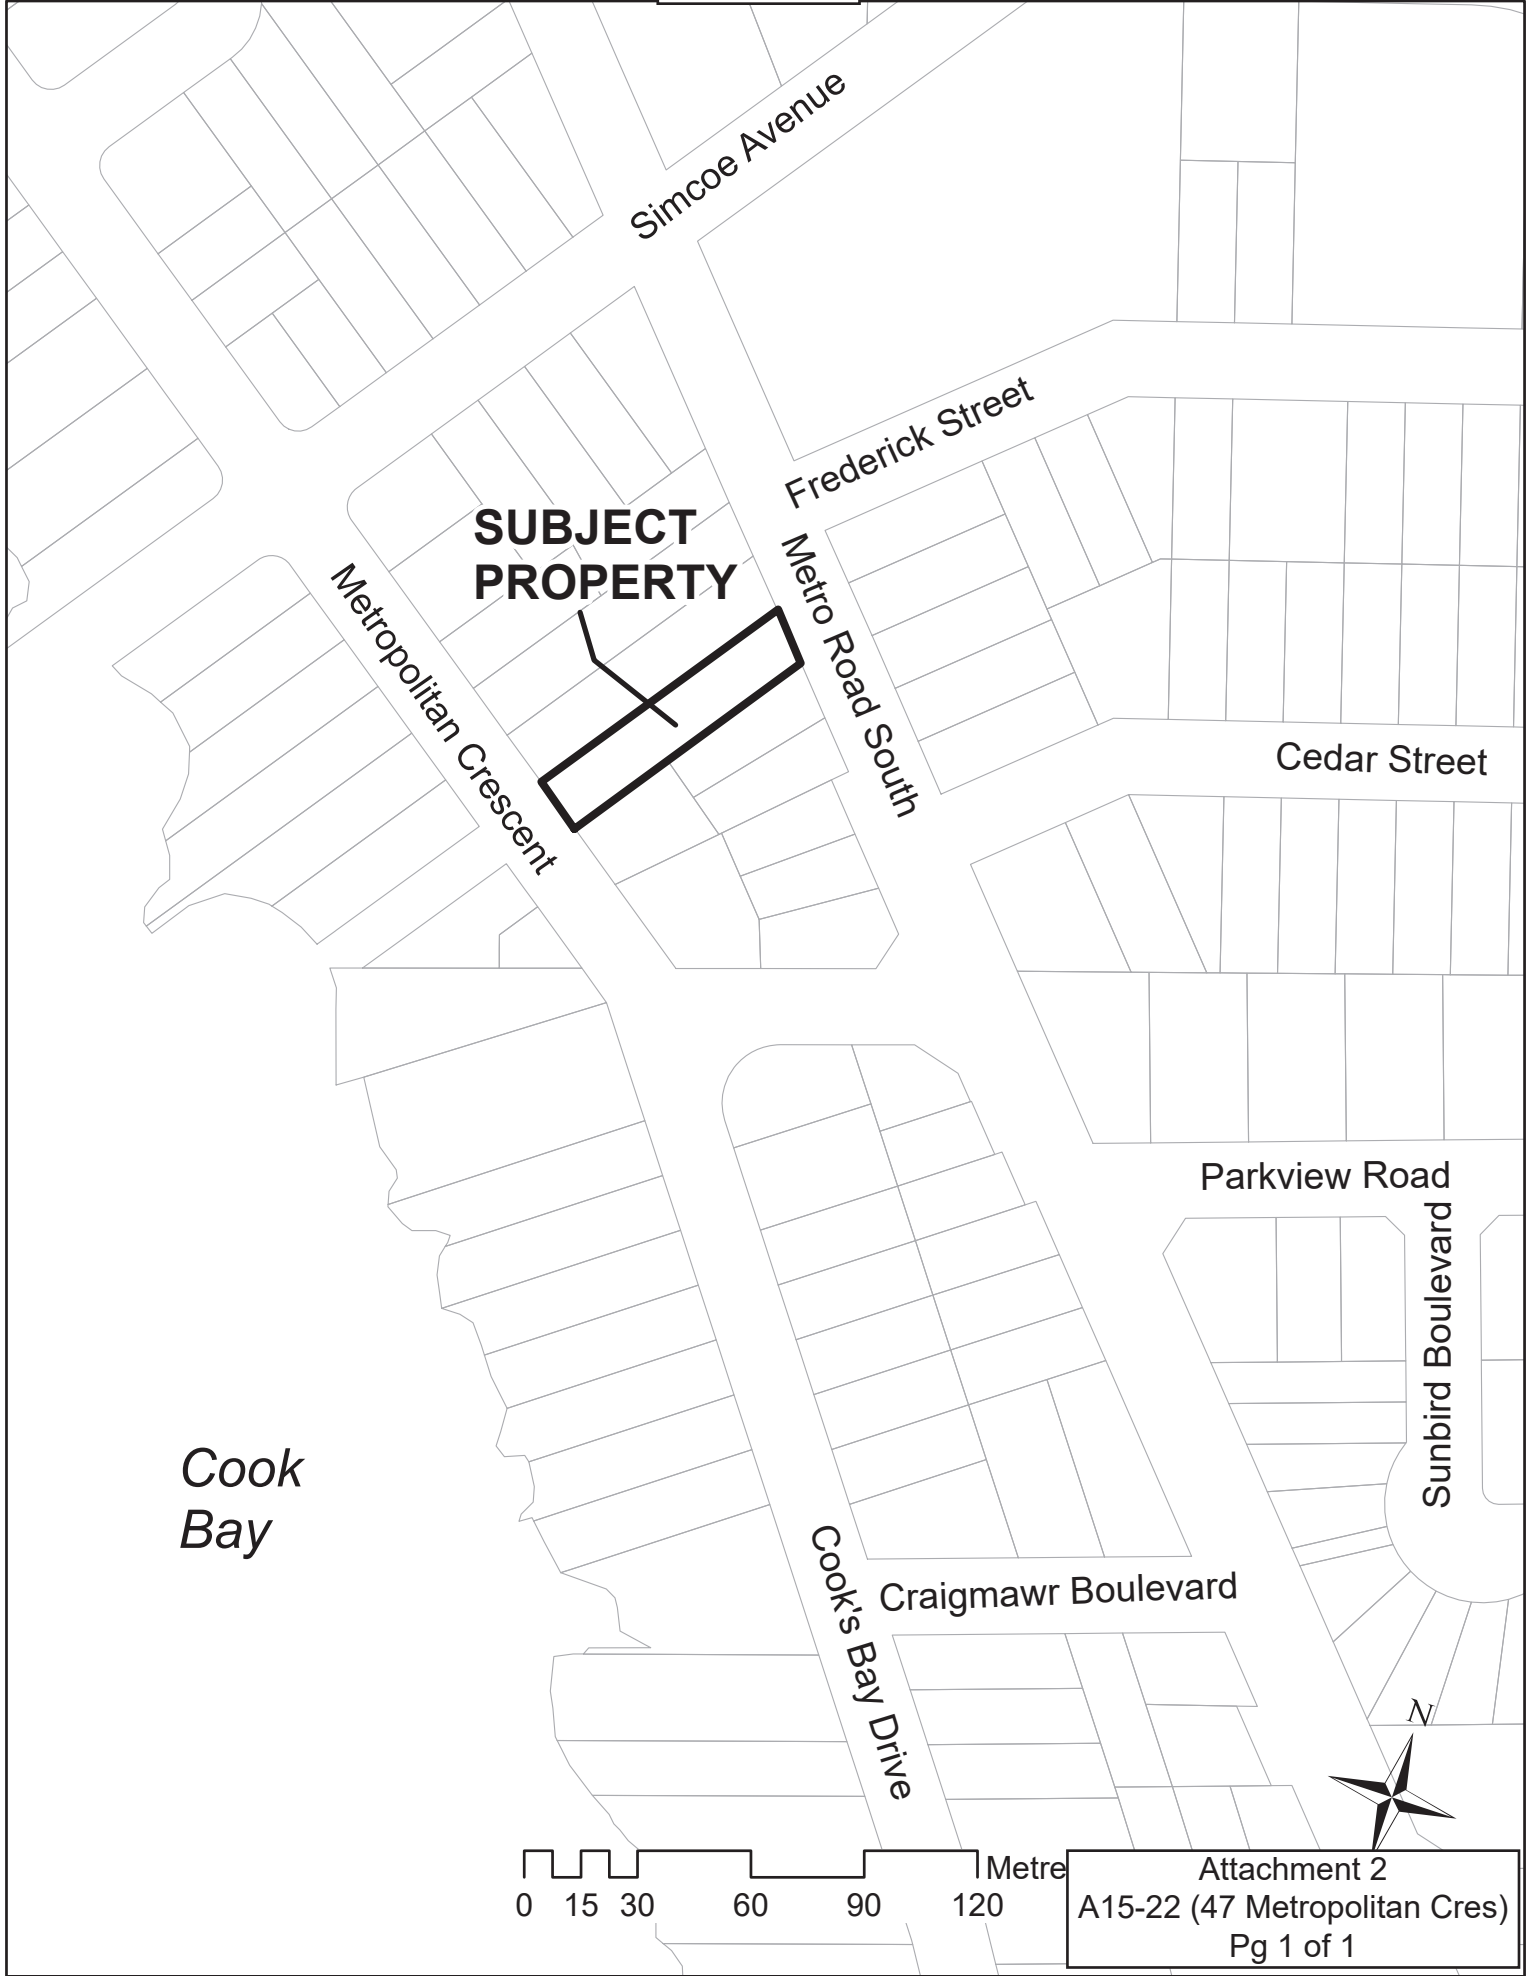 Simcoe Avenue
Frederick Street
SUBJECT
PROPERTY
Metro Road South
Metropolitan Crescent
Cedar Street
Parkview Road
Sunbird Boulevard
Cook
Bay
Cook's Bay Drive
Craigmawr Boulevard
N
Metre
0 15 30 60 90 120
Attachment 2
A15-22 (47 Metropolitan Cres)
Pg 1 of 1